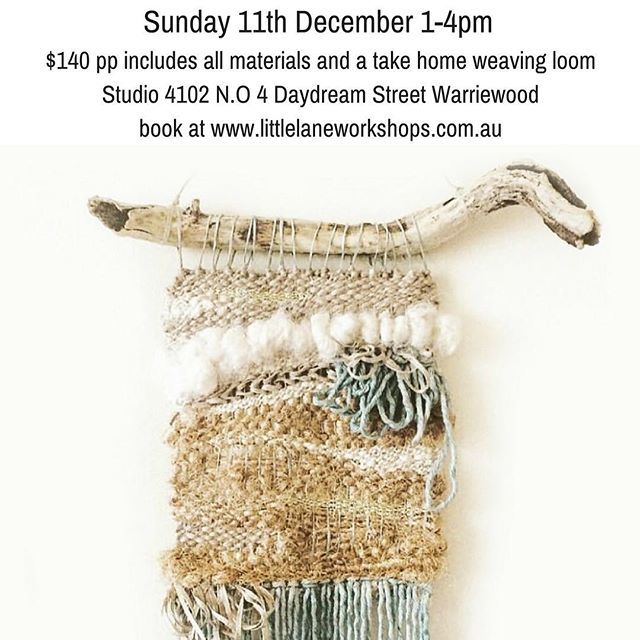 Sunday 11th December 1-4pm
$140 pp includes all materials and a take home weaving loom
Studio 4102 N.O 4 Daydream Street Warriewood
book at www.littlelaneworkshops.com.au